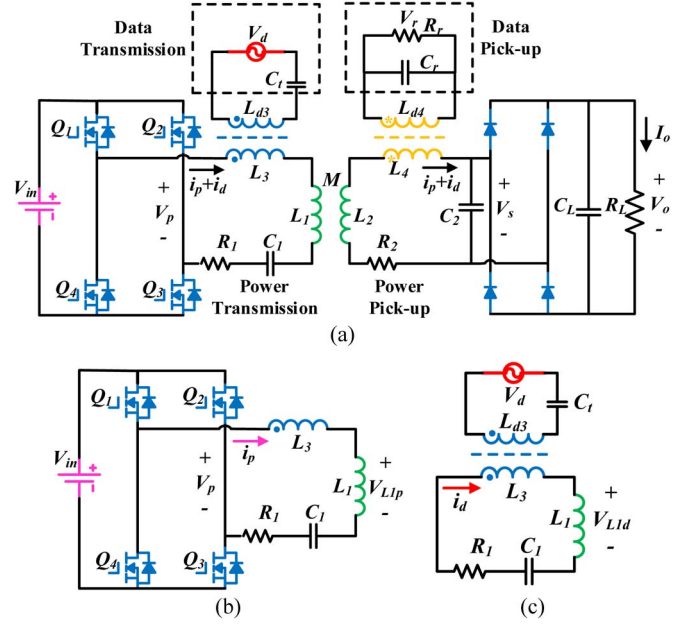 Data Transmission
V_d
C_t
L_d3
V_r
R_r
C_r
L_d4
Data Pick-up
Q_1
Q_2
L_3
i_p+i_d
V_in
+
V_p
-
L_1
M
L_2
L_4
i_p+i_d
C_2
+
V_s
-
C_L
R_L
I_o
+
V_o
-
R_1
C_1
R_2
Q_4
Q_3
Power Transmission
Power Pick-up
(a)
Q_1
Q_2
V_in
+
V_p
-
i_p
L_3
L_1
+
V_L1p
-
R_1
C_1
Q_4
Q_3
(b)
V_d
C_t
L_d3
i_d
L_3
L_1
+
V_L1d
-
R_1
C_1
(c)